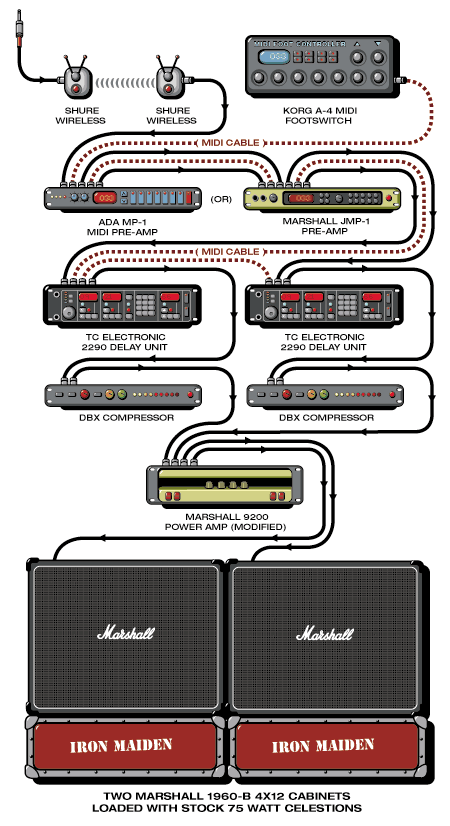 MIDI FOOT CONTROLLER
SHURE
WIRELESS
SHURE
WIRELESS
KORG A-4 MIDI
FOOTSWITCH
( MIDI CABLE )
ADA MP-1
MIDI PRE-AMP
(OR)
MARSHALL JMP-1
PRE-AMP
( MIDI CABLE )
TC ELECTRONIC
2290 DELAY UNIT
TC ELECTRONIC
2290 DELAY UNIT
DBX COMPRESSOR
DBX COMPRESSOR
MARSHALL 9200
POWER AMP (MODIFIED)
Marshall
Marshall
IRON MAIDEN
IRON MAIDEN
TWO MARSHALL 1960-B 4X12 CABINETS
LOADED WITH STOCK 75 WATT CELESTIONS